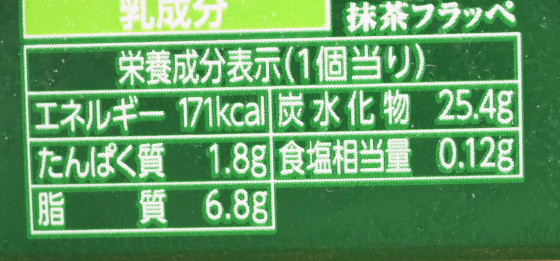 乳成分
抹茶フラッペ
栄養成分表示(1個当り)
エネルギー 171kcal 炭水化物 25.4g
たんぱく質 1.8g 食塩相当量 0.12g
脂質 6.8g